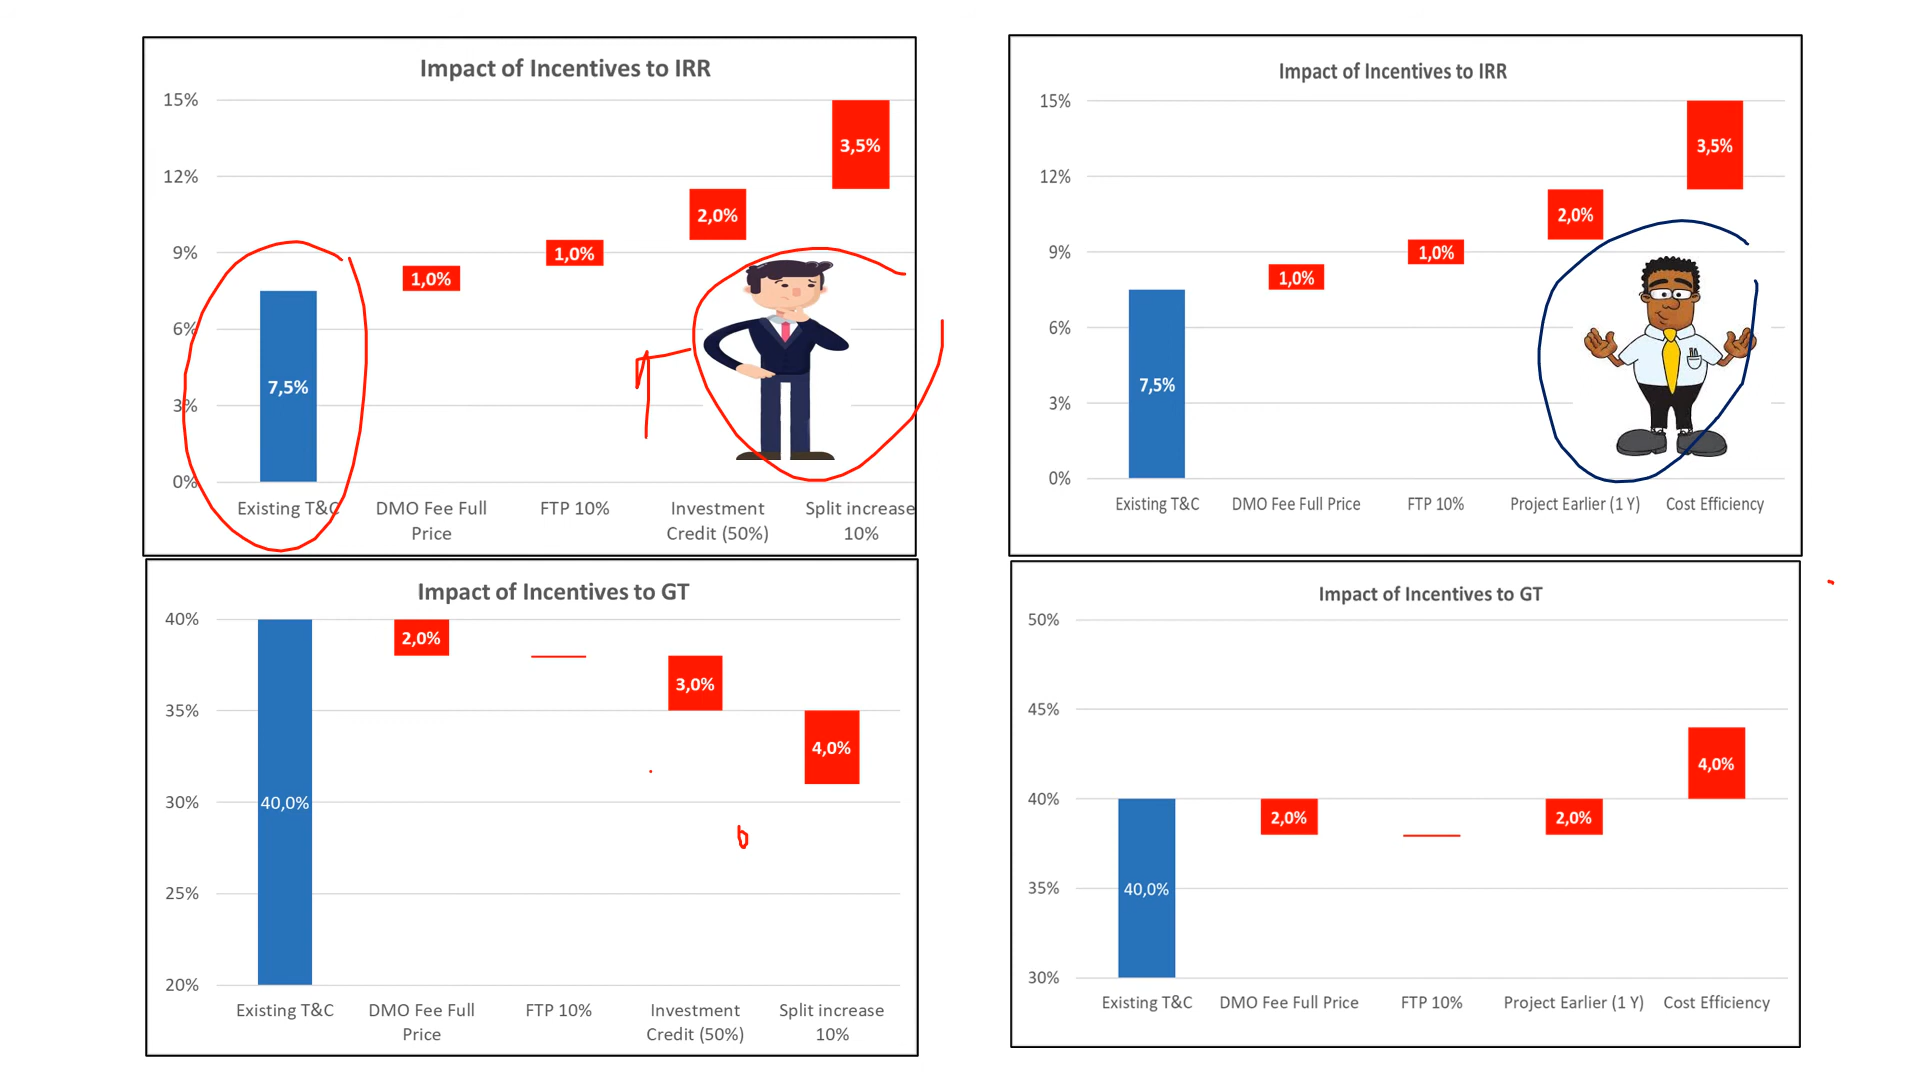 Impact of Incentives to IRR
15%
12%
9%
6%
3%
0%
7,5%
1,0%
1,0%
2,0%
3,5%
Existing T&C
DMO Fee Full
Price
FTP 10%
Investment
Credit (50%)
Split increase
10%
Impact of Incentives to IRR
15%
12%
9%
6%
3%
0%
7,5%
1,0%
1,0%
2,0%
3,5%
Existing T&C
DMO Fee Full Price
FTP 10%
Project Earlier (1 Y)
Cost Efficiency
Impact of Incentives to GT
40%
35%
30%
25%
20%
40,0%
2,0%
3,0%
4,0%
Existing T&C
DMO Fee Full
Price
FTP 10%
Investment
Credit (50%)
Split increase
10%
Impact of Incentives to GT
50%
45%
40%
35%
30%
40,0%
2,0%
2,0%
4,0%
Existing T&C
DMO Fee Full Price
FTP 10%
Project Earlier (1 Y)
Cost Efficiency